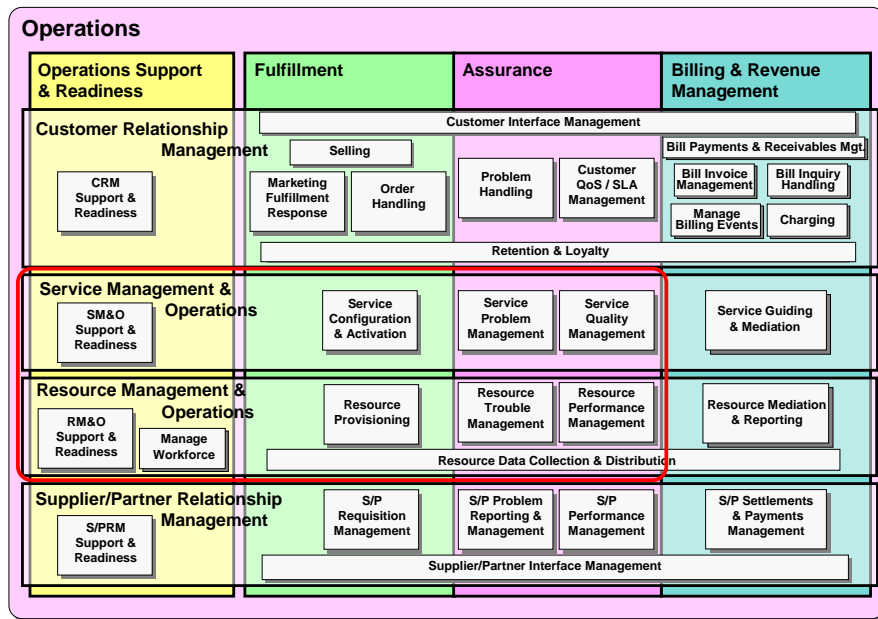 Operations
Operations Support
& Readiness
Fulfillment
Assurance
Billing & Revenue
Management
Customer Relationship
Management
Customer Interface Management
Selling
Bill Payments & Receivables Mgt.
CRM
Support &
Readiness
Marketing
Fulfillment
Response
Order
Handling
Problem
Handling
Customer
QoS / SLA
Management
Bill Invoice
Management
Bill Inquiry
Handling
Manage
Billing Events
Charging
Retention & Loyalty
Service Management &
Operations
SM&O
Support &
Readiness
Service
Configuration
& Activation
Service
Problem
Management
Service
Quality
Management
Service Guiding
& Mediation
Resource Management &
Operations
RM&O
Support &
Readiness
Manage
Workforce
Resource
Provisioning
Resource
Trouble
Management
Resource
Performance
Management
Resource Mediation
& Reporting
Resource Data Collection & Distribution
Supplier/Partner Relationship
Management
S/PRM
Support &
Readiness
S/P
Requisition
Management
S/P Problem
Reporting &
Management
S/P
Performance
Management
S/P Settlements
& Payments
Management
Supplier/Partner Interface Management